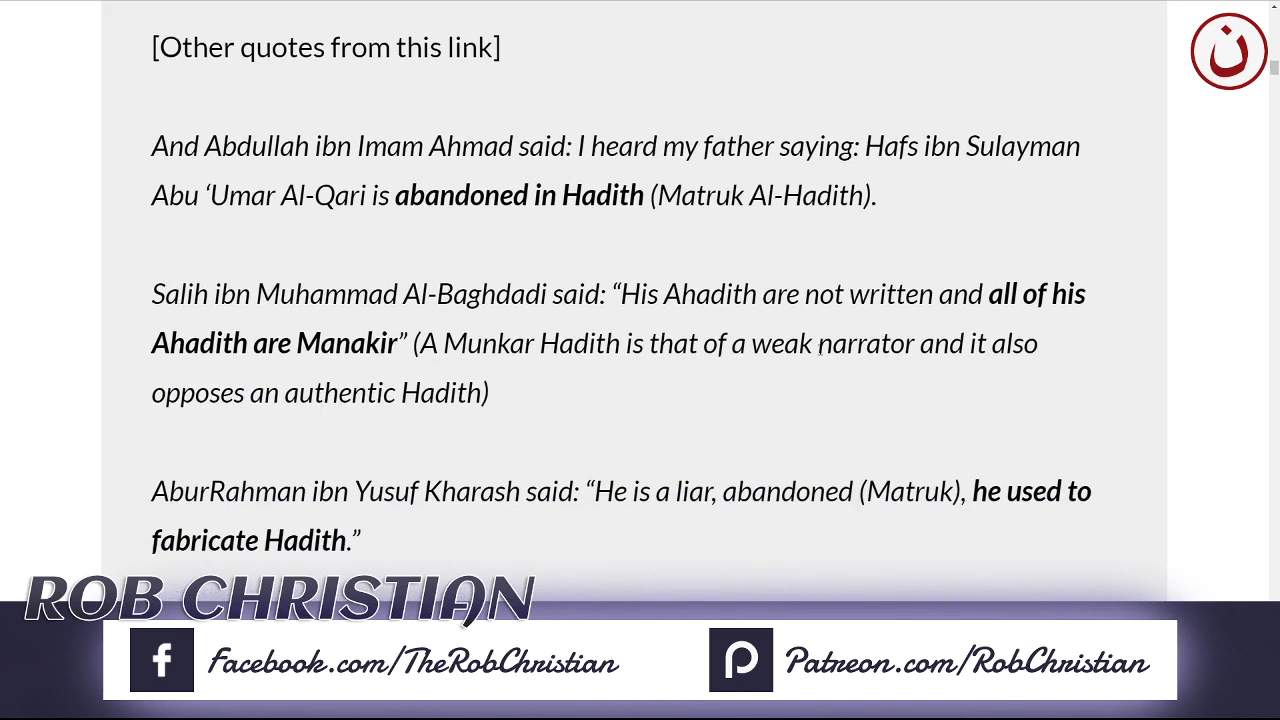 [Other quotes from this link]
And Abdullah ibn Imam Ahmad said: I heard my father saying: Hafs ibn Sulayman
Abu ‘Umar Al-Qari is abandoned in Hadith (Matruk Al-Hadith).
Salih ibn Muhammad Al-Baghdadi said: “His Ahadith are not written and all of his
Ahadith are Manakir” (A Munkar Hadith is that of a weak narrator and it also
opposes an authentic Hadith)
AburRahman ibn Yusuf Kharash said: “He is a liar, abandoned (Matruk), he used to
fabricate Hadith.”
ROB CHRISTIAN
Facebook.com/TheRobChristian
Patreon.com/RobChristian
ن